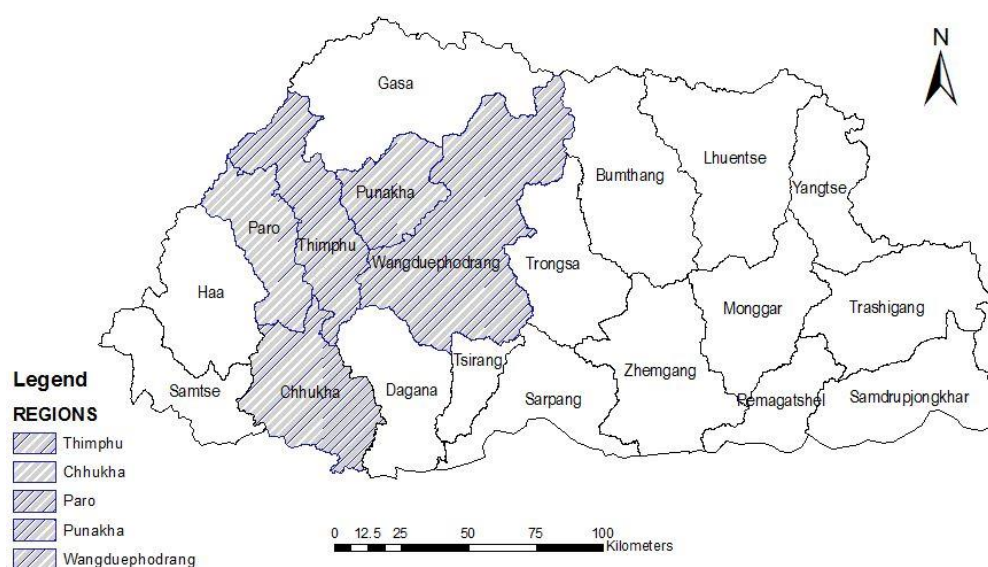 N
Gasa
Lhuentse
Bumthang
Yangtse
Punakha
Paro
Thimphu
Wangduephodrang
Trongsa
Haa
Monggar
Trashigang
Tsirang
Zhemgang
Samtse
Chhukha
Dagana
Sarpang
Pemagatshel
Samdrupjongkhar
Legend
REGIONS
Thimphu
Chhukha
Paro
Punakha
Wangduephodrang
0 12.5 25 50 75 100
Kilometers